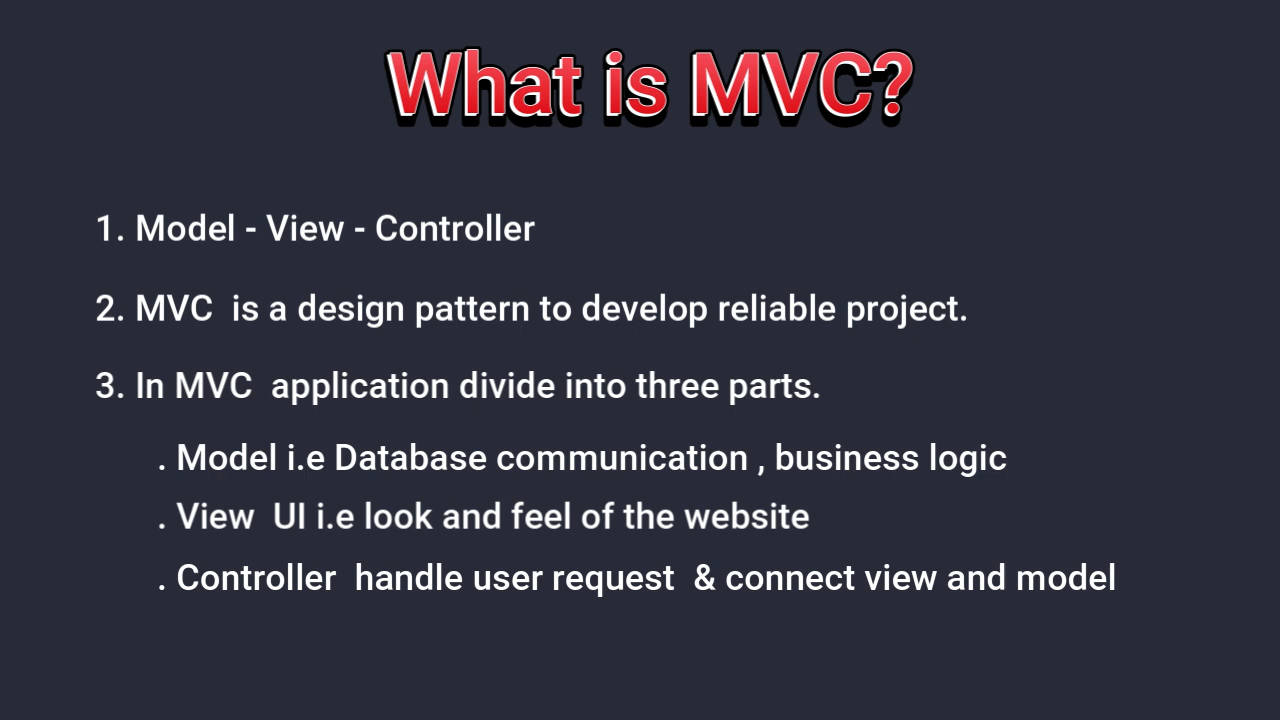 What is MVC?
1. Model - View - Controller
2. MVC  is a design pattern to develop reliable project.
3. In MVC  application divide into three parts.
. Model i.e Database communication , business logic
. View  UI i.e look and feel of the website
. Controller  handle user request  & connect view and model